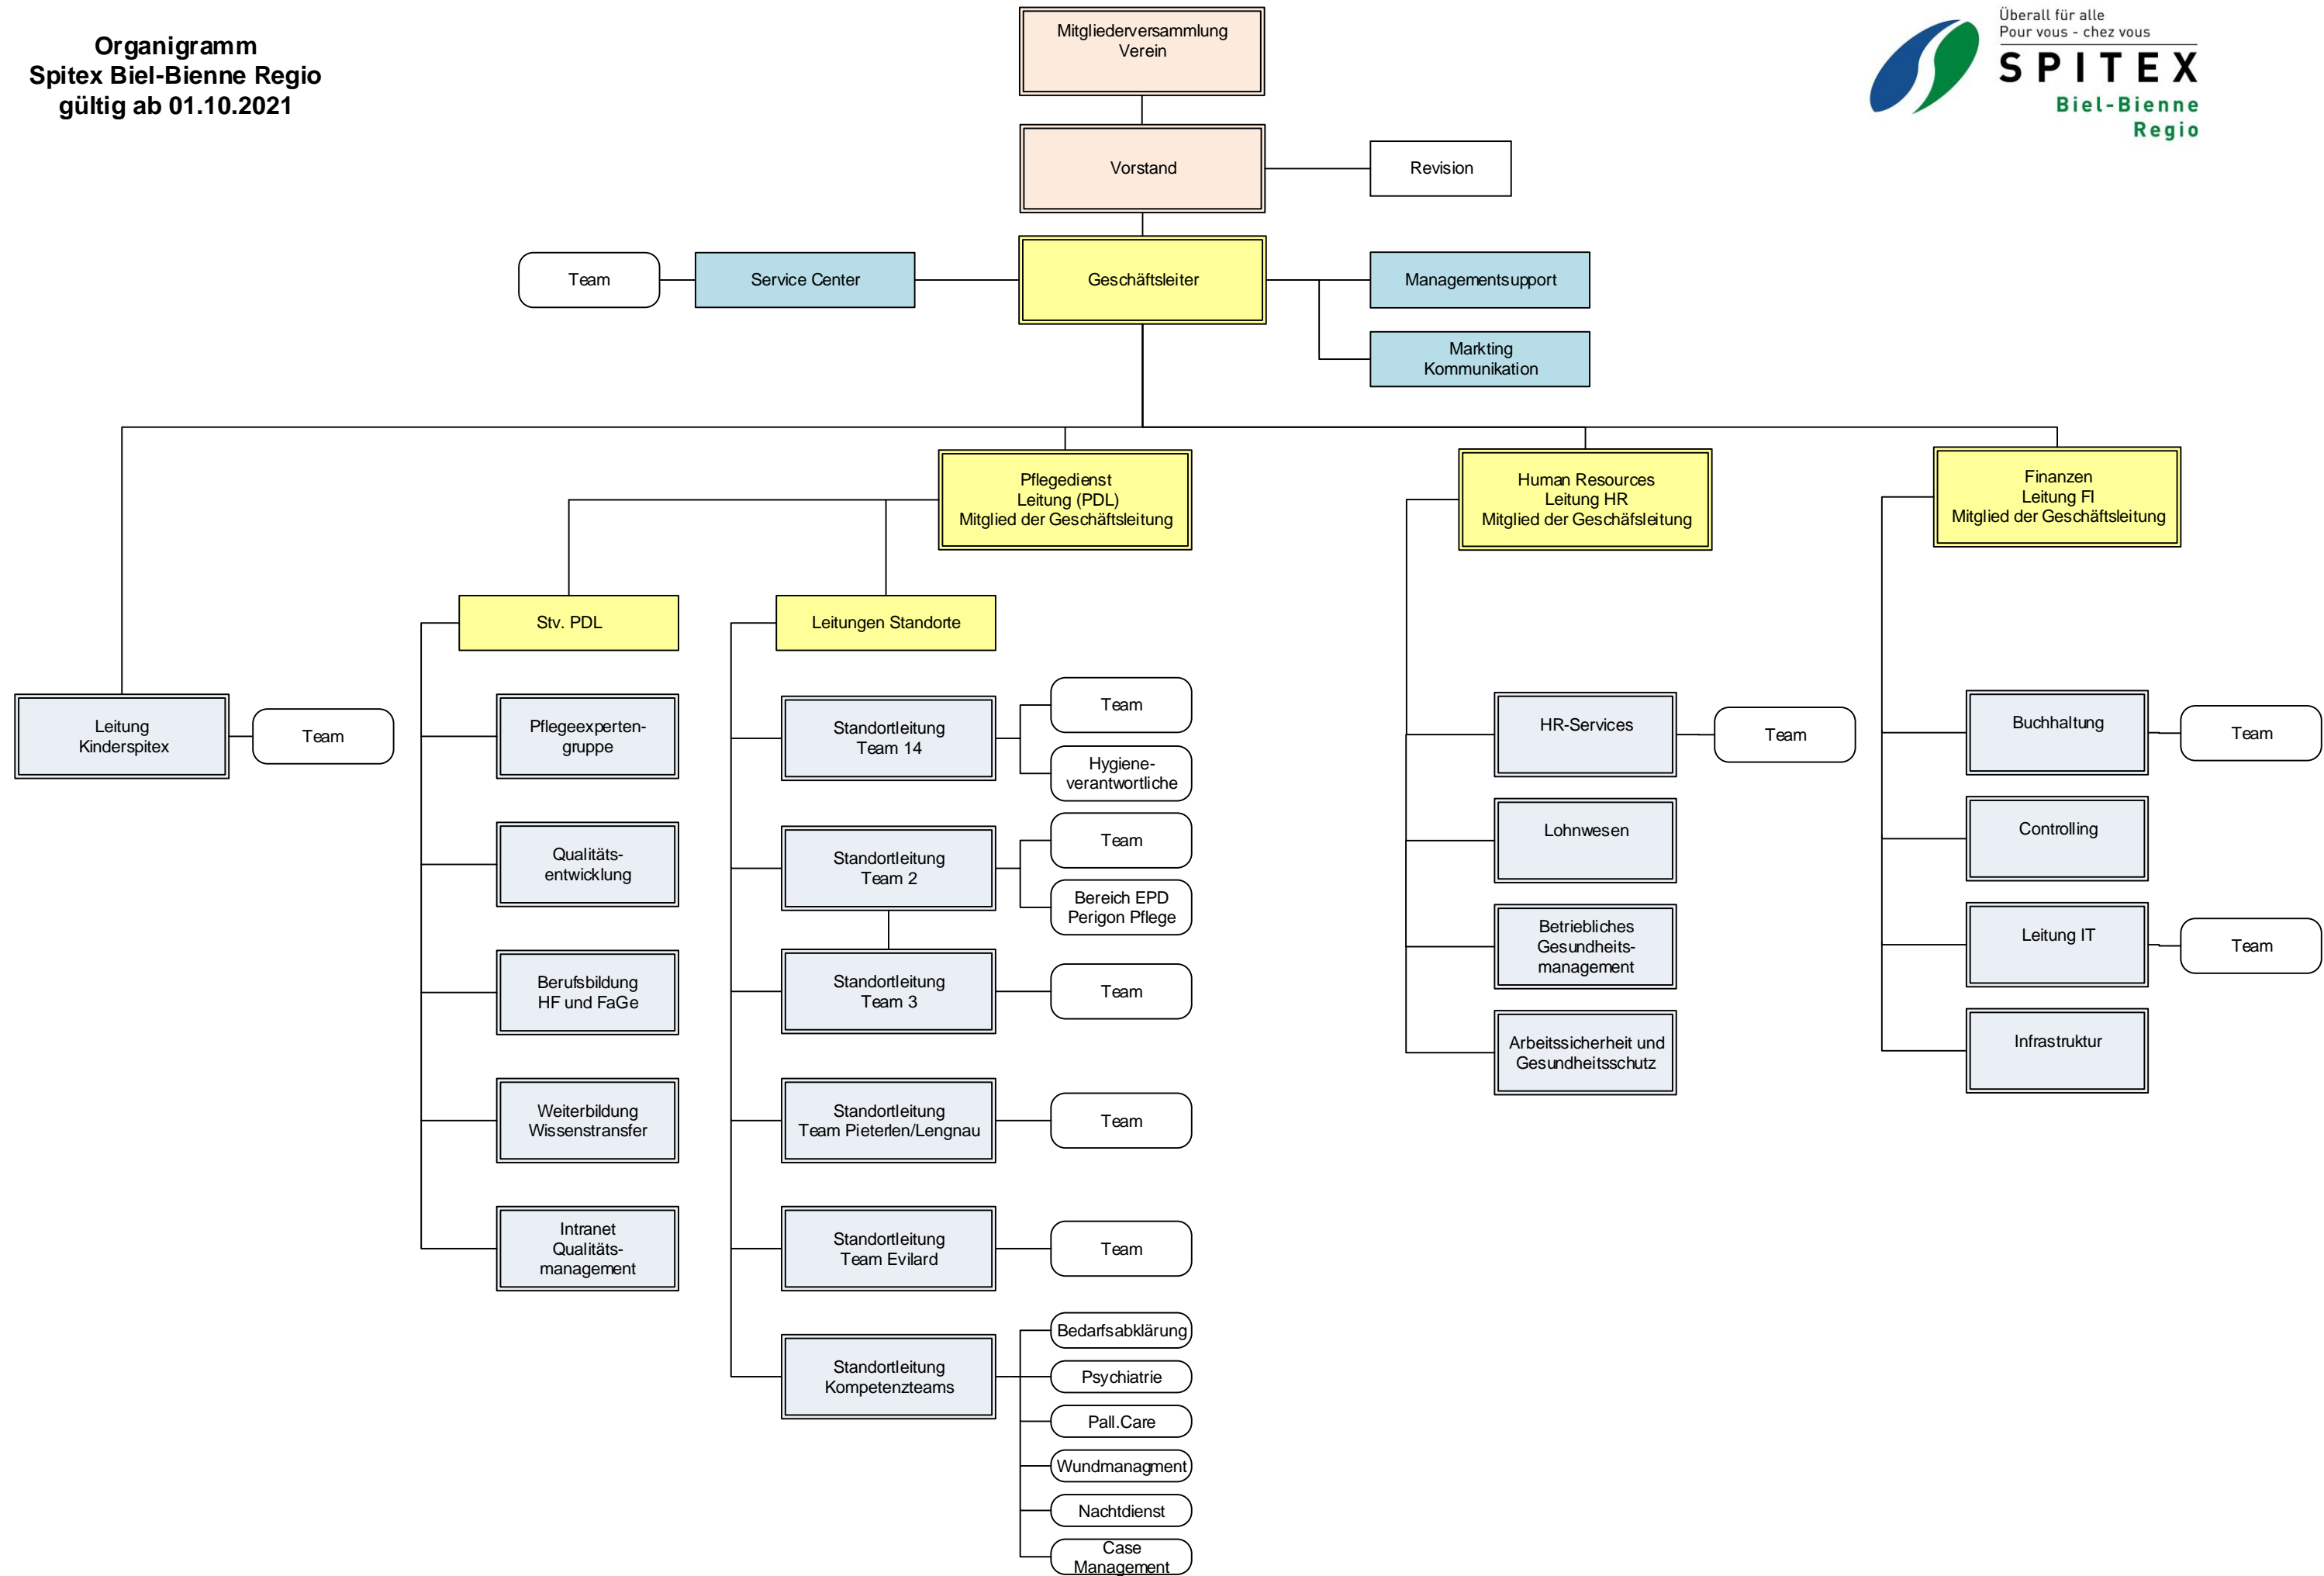 Organigramm
Spitex Biel-Bienne Regio
gültig ab 01.10.2021
Mitgliederversammlung
Verein
Überall für alle
Pour vous - chez vous
SPITEX
Biel-Bienne
Regio
Vorstand
Revision
Team
Service Center
Geschäftsleiter
Managementsupport
Markting
Kommunikation
Pflegedienst
Leitung (PDL)
Mitglied der Geschäftsleitung
Human Resources
Leitung HR
Mitglied der Geschäfsleitung
Finanzen
Leitung FI
Mitglied der Geschäftsleitung
Stv. PDL
Leitungen Standorte
Leitung
Kinderspitex
Team
Pflegeexperten-
gruppe
Qualitäts-
entwicklung
Berufsbildung
HF und FaGe
Weiterbildung
Wissenstransfer
Intranet
Qualitäts-
management
Standortleitung
Team 14
Team
Hygiene-
verantwortliche
Standortleitung
Team 2
Team
Bereich EPD
Perigon Pflege
Standortleitung
Team 3
Team
Standortleitung
Team Pieterlen/Lengnau
Team
Standortleitung
Team Evilard
Team
Standortleitung
Kompetenzteams
Bedarfsabklärung
Psychiatrie
Pall.Care
Wundmanagment
Nachtdienst
Case
Management
HR-Services
Team
Lohnwesen
Betriebliches
Gesundheits-
management
Arbeitssicherheit und
Gesundheitsschutz
Buchhaltung
Team
Controlling
Leitung IT
Team
Infrastruktur